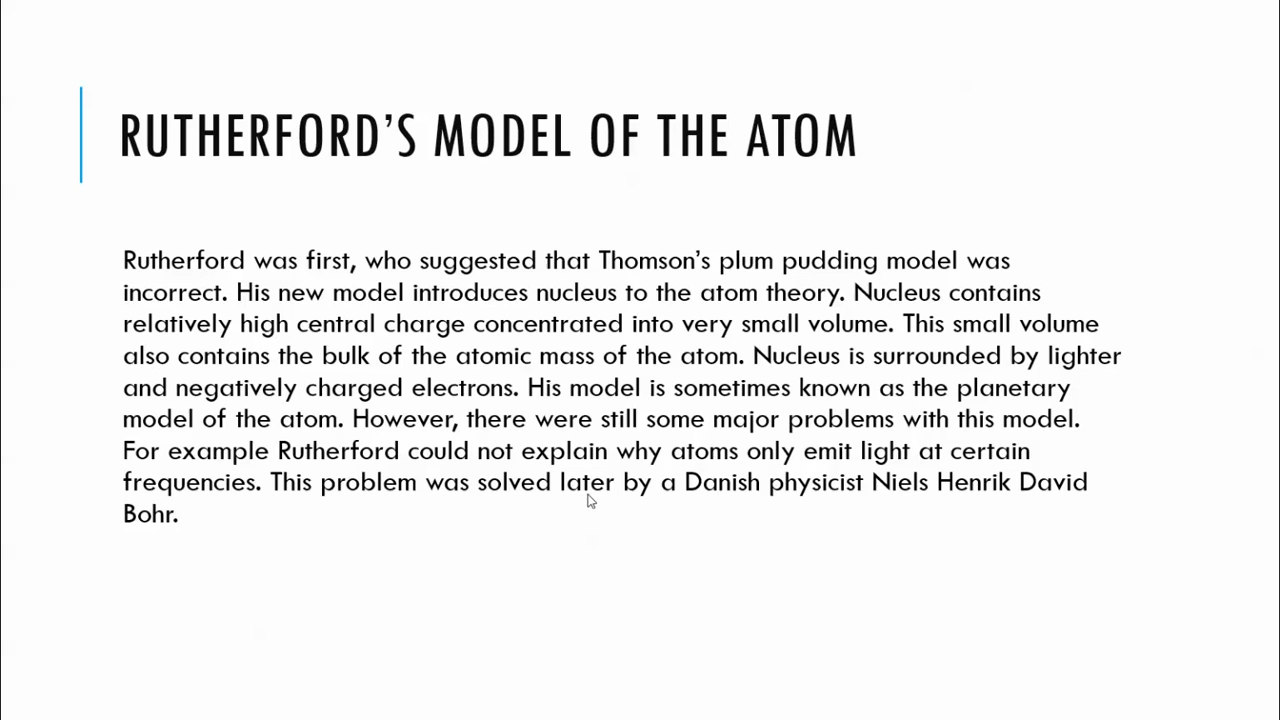 RUTHERFORD'S MODEL OF THE ATOM
Rutherford was first, who suggested that Thomson's plum pudding model was
incorrect. His new model introduces nucleus to the atom theory. Nucleus contains
relatively high central charge concentrated into very small volume. This small volume
also contains the bulk of the atomic mass of the atom. Nucleus is surrounded by lighter
and negatively charged electrons. His model is sometimes known as the planetary
model of the atom. However, there were still some major problems with this model.
For example Rutherford could not explain why atoms only emit light at certain
frequencies. This problem was solved later by a Danish physicist Niels Henrik David
Bohr.